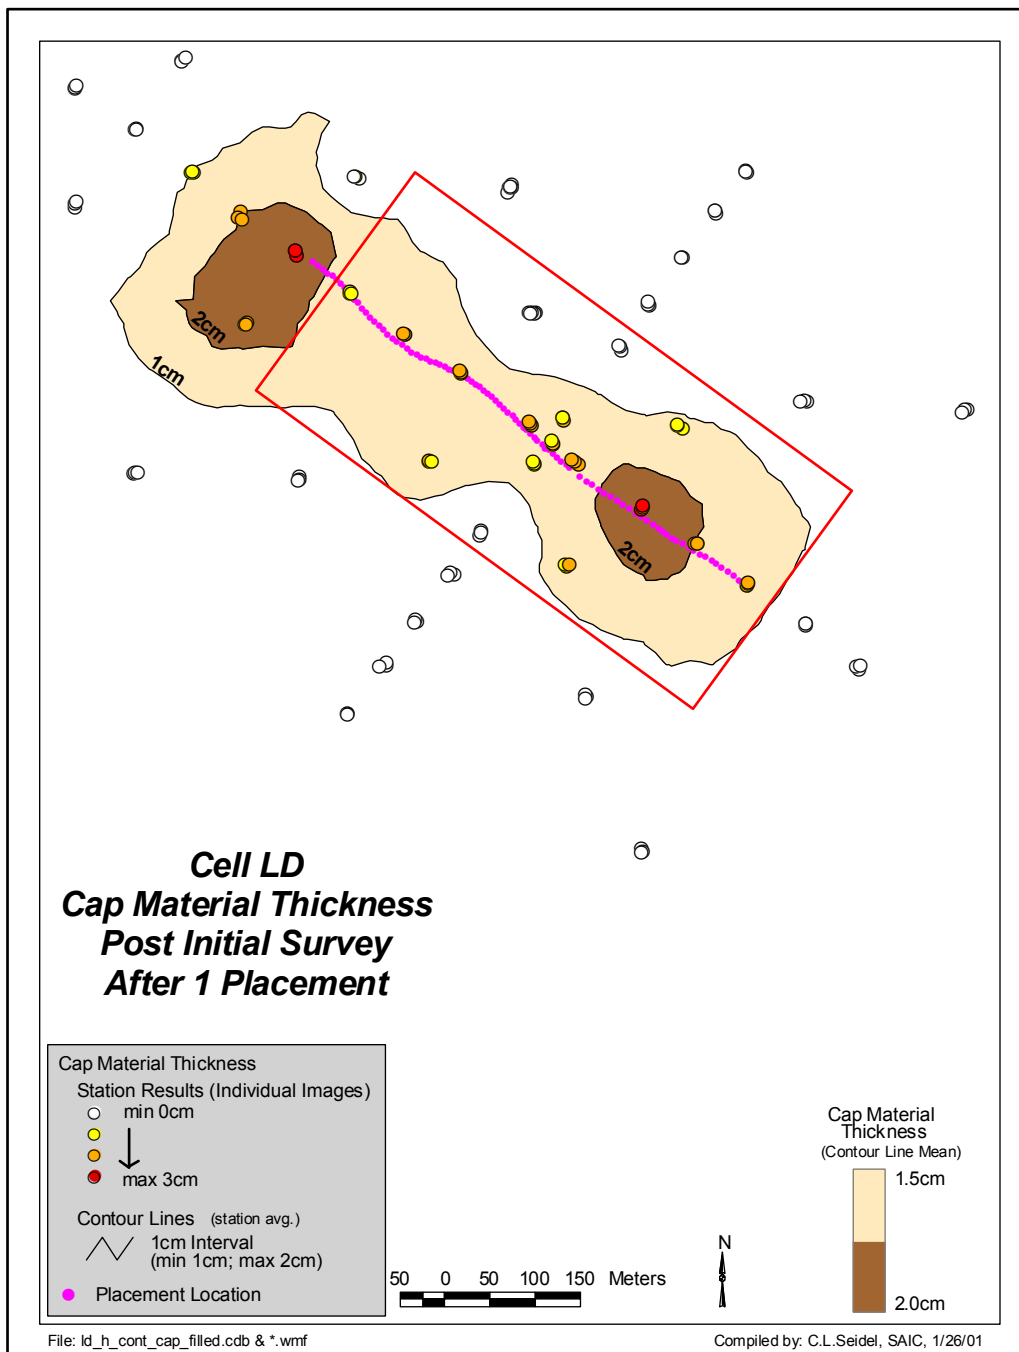 2cm
1cm
2cm
Cell LD
Cap Material Thickness
Post Initial Survey
After 1 Placement
Cap Material Thickness
Station Results (Individual Images)
min 0cm
max 3cm
Contour Lines (station avg.)
1cm Interval
(min 1cm; max 2cm)
Placement Location
50 0 50 100 150 Meters
N
Cap Material
Thickness
(Contour Line Mean)
1.5cm
2.0cm
File: ld_h_cont_cap_filled.cdb & *.wmf
Compiled by: C.L.Seidel, SAIC, 1/26/01